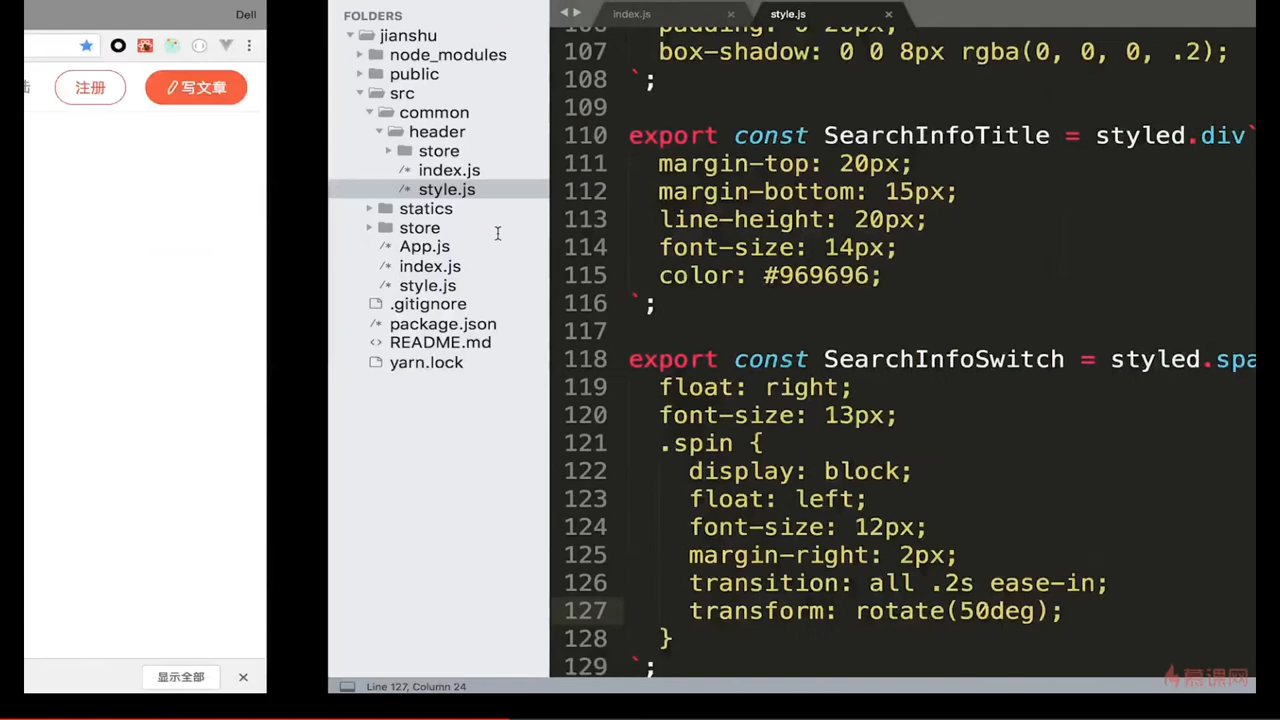 Dell
注册
写文章
显示全部
FOLDERS
jianshu
node_modules
public
src
common
header
store
index.js
style.js
statics
store
App.js
index.js
style.js
.gitignore
package.json
README.md
yarn.lock
index.js
style.js
107 box-shadow: 0 0 8px rgba(0, 0, 0, .2);
108 `;
109
110 export const SearchInfoTitle = styled.div`
111 margin-top: 20px;
112 margin-bottom: 15px;
113 line-height: 20px;
114 font-size: 14px;
115 color: #969696;
116 `;
117
118 export const SearchInfoSwitch = styled.spa
119 float: right;
120 font-size: 13px;
121 .spin {
122 display: block;
123 float: left;
124 font-size: 12px;
125 margin-right: 2px;
126 transition: all .2s ease-in;
127 transform: rotate(50deg);
128 }
129 `;
Line 127, Column 24
慕课网